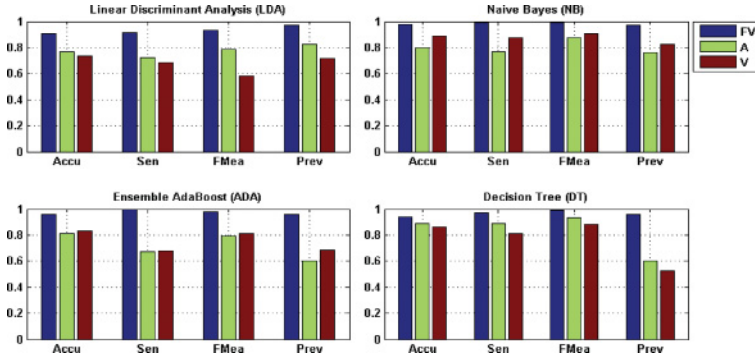 Linear Discriminant Analysis (LDA)
1
0.8
0.6
0.4
0.2
0
Accu Sen FMea Prev
Naive Bayes (NB)
1
0.8
0.6
0.4
0.2
0
Accu Sen FMea Prev
FV
A
V
Ensemble AdaBoost (ADA)
1
0.8
0.6
0.4
0.2
0
Accu Sen FMea Prev
Decision Tree (DT)
1
0.8
0.6
0.4
0.2
0
Accu Sen FMea Prev